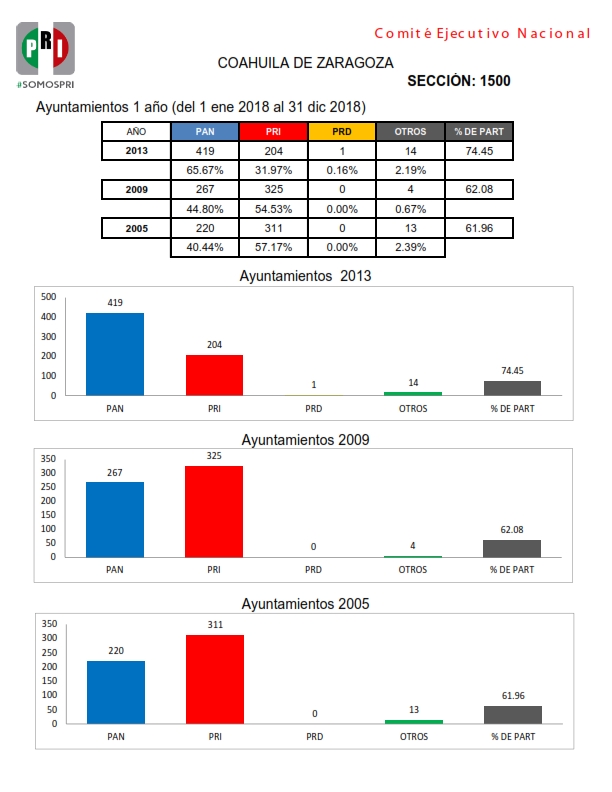 Comité Ejecutivo Nacional
PRI
#SOMOSPRI
COAHUILA DE ZARAGOZA
SECCIÓN: 1500
Ayuntamientos 1 año (del 1 ene 2018 al 31 dic 2018)
AÑO PAN PRI PRD OTROS % DE PART
2013 419 204 1 14 74.45
65.67% 31.97% 0.16% 2.19%
2009 267 325 0 4 62.08
44.80% 54.53% 0.00% 0.67%
2005 220 311 0 13 61.96
40.44% 57.17% 0.00% 2.39%
Ayuntamientos 2013
500
400
300
200
100
0
419
204
1
14
74.45
PAN PRI PRD OTROS % DE PART
Ayuntamientos 2009
350
300
250
200
150
100
50
0
267
325
0
4
62.08
PAN PRI PRD OTROS % DE PART
Ayuntamientos 2005
350
300
250
200
150
100
50
0
220
311
0
13
61.96
PAN PRI PRD OTROS % DE PART